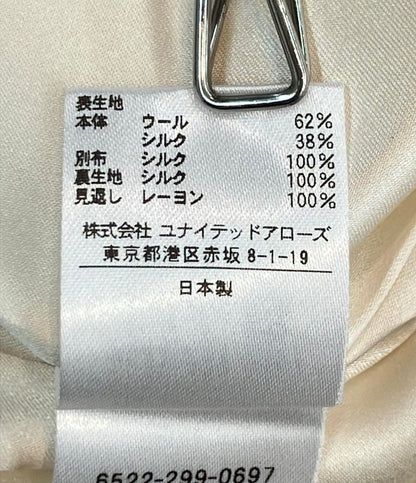 表生地
本体 ウール 62%
シルク 38%
別布 シルク 100%
裏生地 シルク 100%
見返し レーヨン 100%
株式会社 ユナイテッドアローズ
東京都港区赤坂 8-1-19
日本製
6522-299-0697